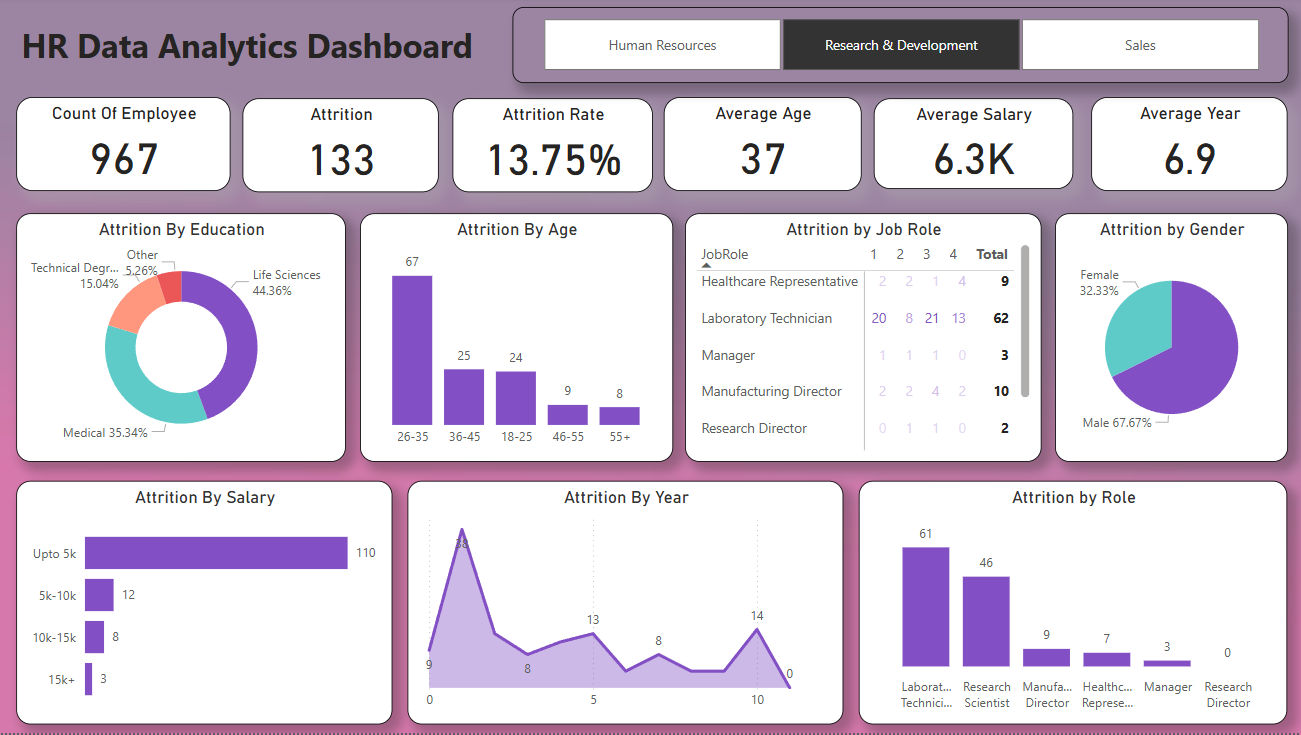 HR Data Analytics Dashboard
Human Resources
Research & Development
Sales
Count Of Employee
967
Attrition
133
Attrition Rate
13.75%
Average Age
37
Average Salary
6.3K
Average Year
6.9
Attrition By Education
Other
5.26%
Technical Degr...
15.04%
Life Sciences
44.36%
Medical 35.34%
Attrition By Age
67
25
24
9
8
26-35 36-45 18-25 46-55 55+
Attrition by Job Role
JobRole 1 2 3 4 Total
Healthcare Representative 2 2 1 4 9
Laboratory Technician 20 8 21 13 62
Manager 1 1 1 0 3
Manufacturing Director 2 2 4 2 10
Research Director 0 1 1 0 2
Attrition by Gender
Female
32.33%
Male 67.67%
Attrition By Salary
Upto 5k 110
5k-10k 12
10k-15k 8
15k+ 3
Attrition By Year
38
13
14
8
9
8
0
0 5 10
Attrition by Role
61
46
9
7
3
0
Laborat... Research Manufa... Healthc... Manager Research
Technici... Scientist Director Represe... Director